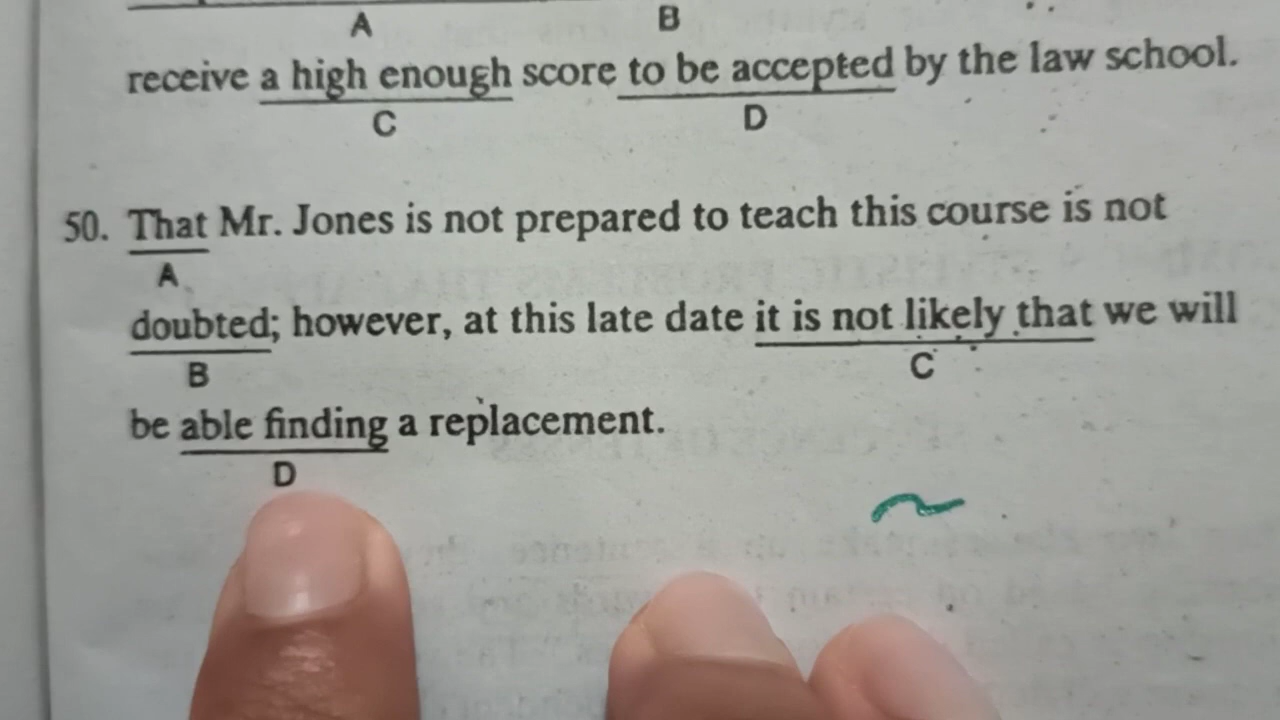 A B
receive a high enough score to be accepted by the law school.
C D
50. That Mr. Jones is not prepared to teach this course is not
A
doubted; however, at this late date it is not likely that we will
B C
be able finding a replacement.
D